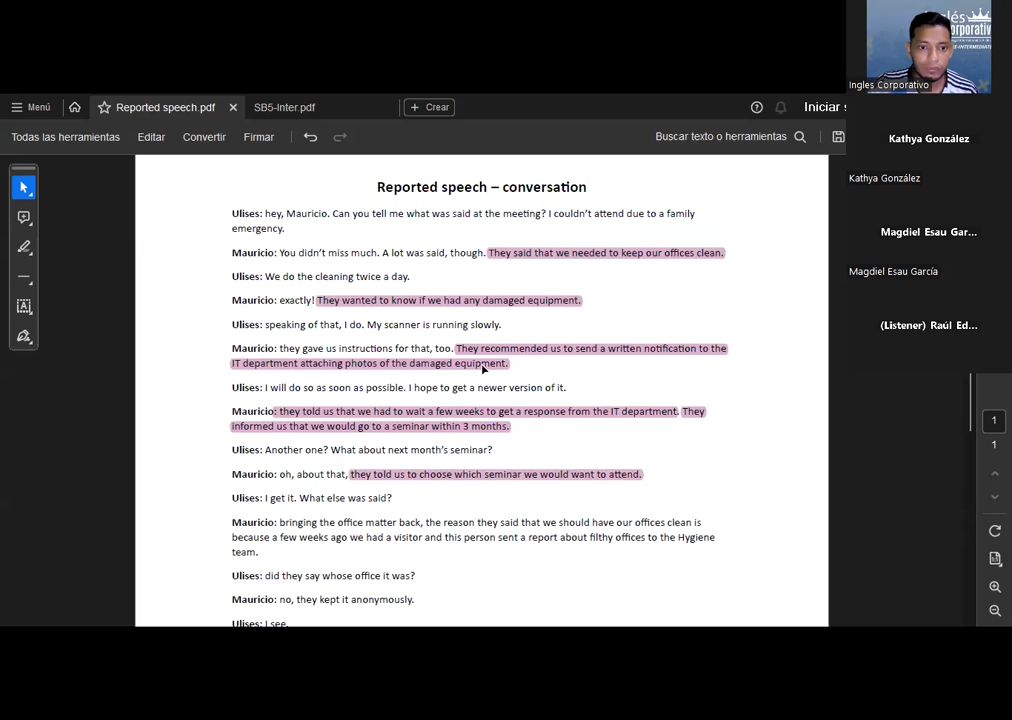 Inglés
Corporativo
E-INTERMEDIATE
Ingles Corporativo
Menú
Reported speech.pdf
SB5-Inter.pdf
Crear
Iniciar s
Todas las herramientas
Editar
Convertir
Firmar
Buscar texto o herramientas
Kathya González
Kathya González
Magdiel Esau Gar...
Magdiel Esau García
(Listener) Raúl Ed...
Reported speech – conversation
Ulises: hey, Mauricio. Can you tell me what was said at the meeting? I couldn't attend due to a family
emergency.
Mauricio: You didn't miss much. A lot was said, though. They said that we needed to keep our offices clean.
Ulises: We do the cleaning twice a day.
Mauricio: exactly! They wanted to know if we had any damaged equipment.
Ulises: speaking of that, I do. My scanner is running slowly.
Mauricio: they gave us instructions for that, too. They recommended us to send a written notification to the
IT department attaching photos of the damaged equipment.
Ulises: I will do so as soon as possible. I hope to get a newer version of it.
Mauricio: they told us that we had to wait a few weeks to get a response from the IT department. They
informed us that we would go to a seminar within 3 months.
Ulises: Another one? What about next month's seminar?
Mauricio: oh, about that, they told us to choose which seminar we would want to attend.
Ulises: I get it. What else was said?
Mauricio: bringing the office matter back, the reason they said that we should have our offices clean is
because a few weeks ago we had a visitor and this person sent a report about filthy offices to the Hygiene
team.
Ulises: did they say whose office it was?
Mauricio: no, they kept it anonymously.
Ulises: I see.
1
1